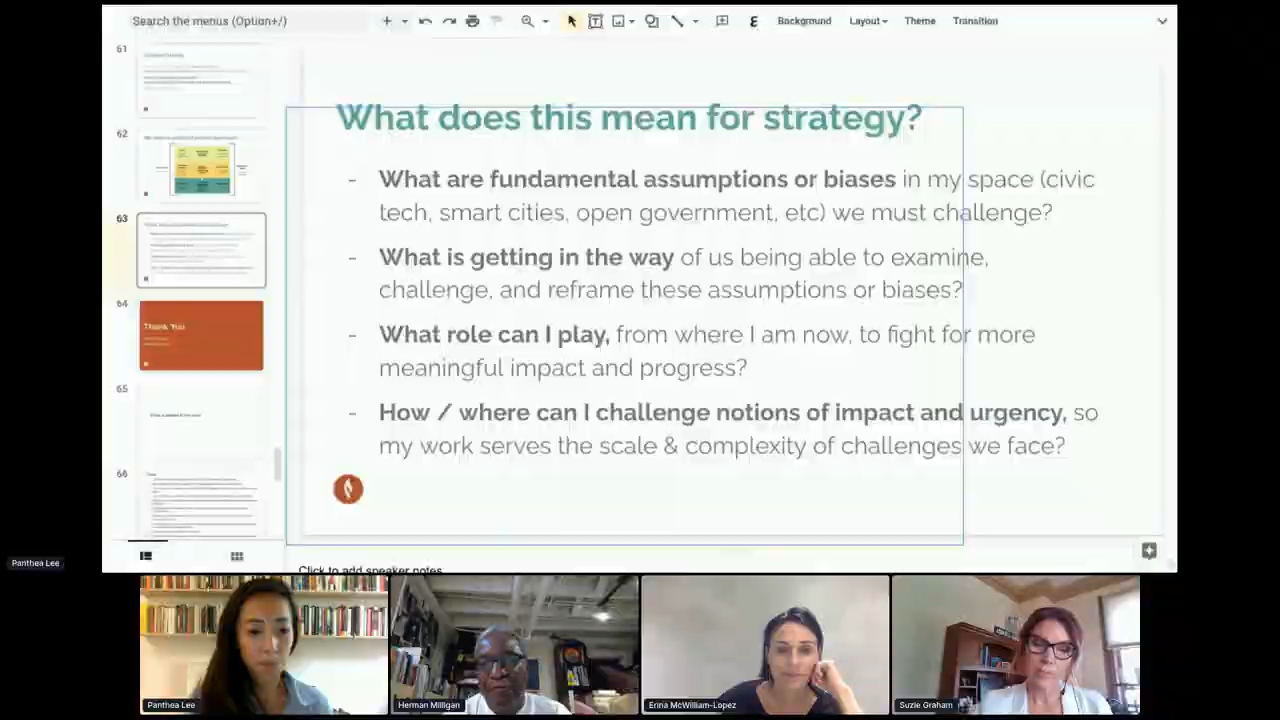 Search the menus (Option+/)
Background
Layout
Theme
Transition
61
62
63
64
Thank You
65
66
What does this mean for strategy?
- What are fundamental assumptions or biases in my space (civic
tech, smart cities, open government, etc) we must challenge?
- What is getting in the way of us being able to examine,
challenge, and reframe these assumptions or biases?
- What role can I play, from where I am now, to fight for more
meaningful impact and progress?
- How / where can I challenge notions of impact and urgency, so
my work serves the scale & complexity of challenges we face?
Click to add speaker notes
Panthea Lee
Panthea Lee
Herman Milligan
Erina McWilliam-Lopez
Suzie Graham